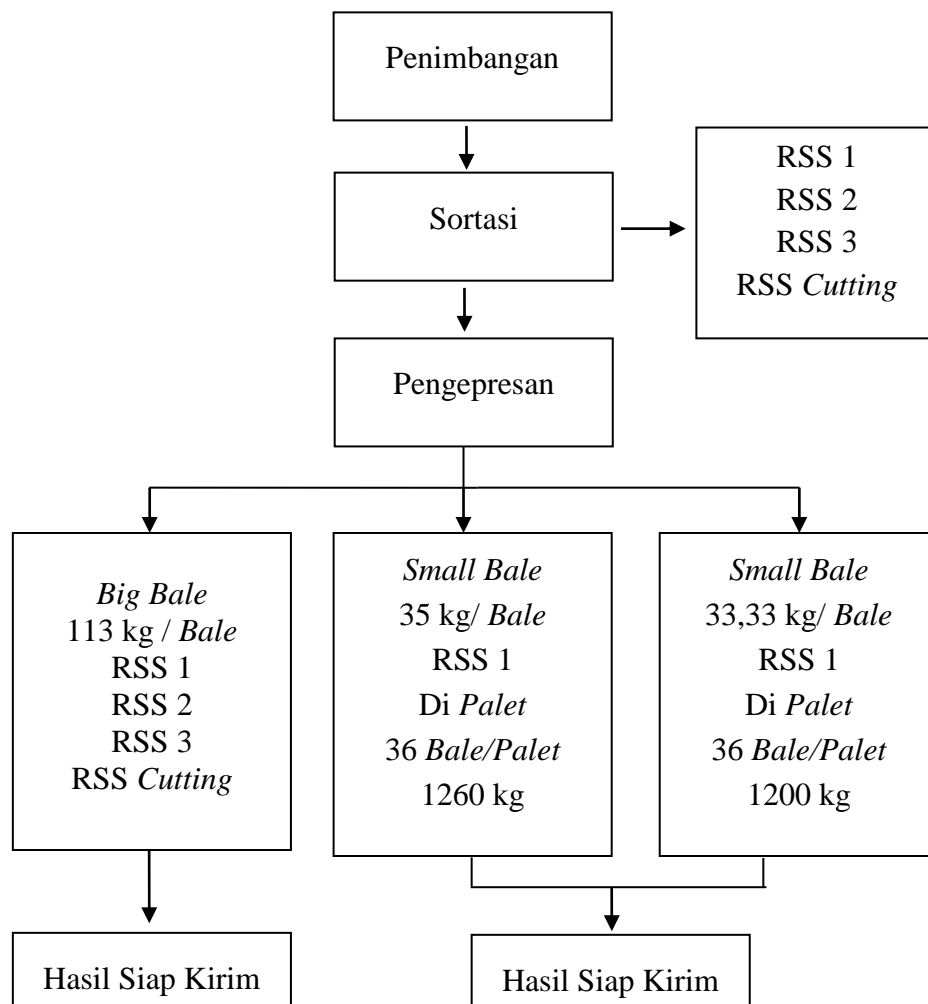 Penimbangan
Sortasi
RSS 1
RSS 2
RSS 3
RSS Cutting
Pengepresan
Big Bale
113 kg / Bale
RSS 1
RSS 2
RSS 3
RSS Cutting
Small Bale
35 kg/ Bale
RSS 1
Di Palet
36 Bale/Palet
1260 kg
Small Bale
33,33 kg/ Bale
RSS 1
Di Palet
36 Bale/Palet
1200 kg
Hasil Siap Kirim
Hasil Siap Kirim